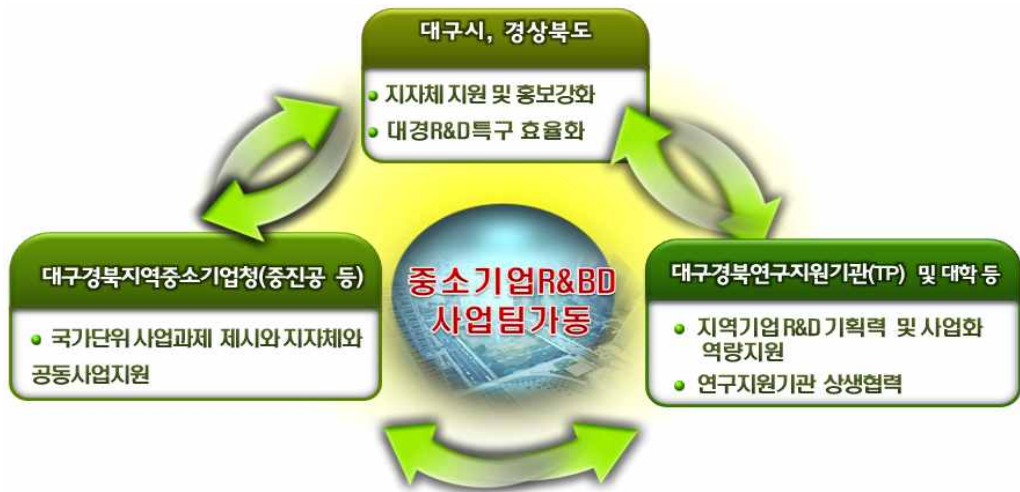 대구시, 경상북도
● 지자체 지원 및 홍보강화
● 대경R&D특구 효율화
대구경북지역중소기업청(중진공 등)
● 국가단위 사업과제 제시와 지자체와
공동사업지원
중소기업R&BD
사업팀가동
대구경북연구지원기관(TP) 및 대학 등
● 지역기업 R&D 기획력 및 사업화
역량지원
● 연구지원기관 상생협력